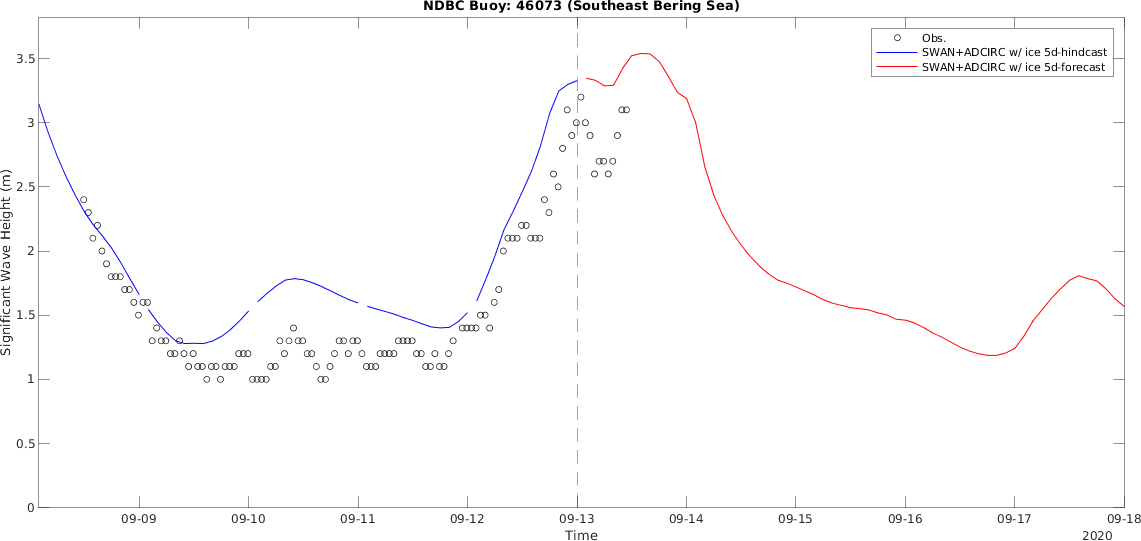 NDBC Buoy: 46073 (Southeast Bering Sea)
Obs.
SWAN+ADCIRC w/ ice 5d-hindcast
SWAN+ADCIRC w/ ice 5d-forecast
Significant Wave Height (m)
3.5
3
2.5
2
1.5
1
0.5
0
09-09 09-10 09-11 09-12 09-13 09-14 09-15 09-16 09-17 09-18
Time
2020